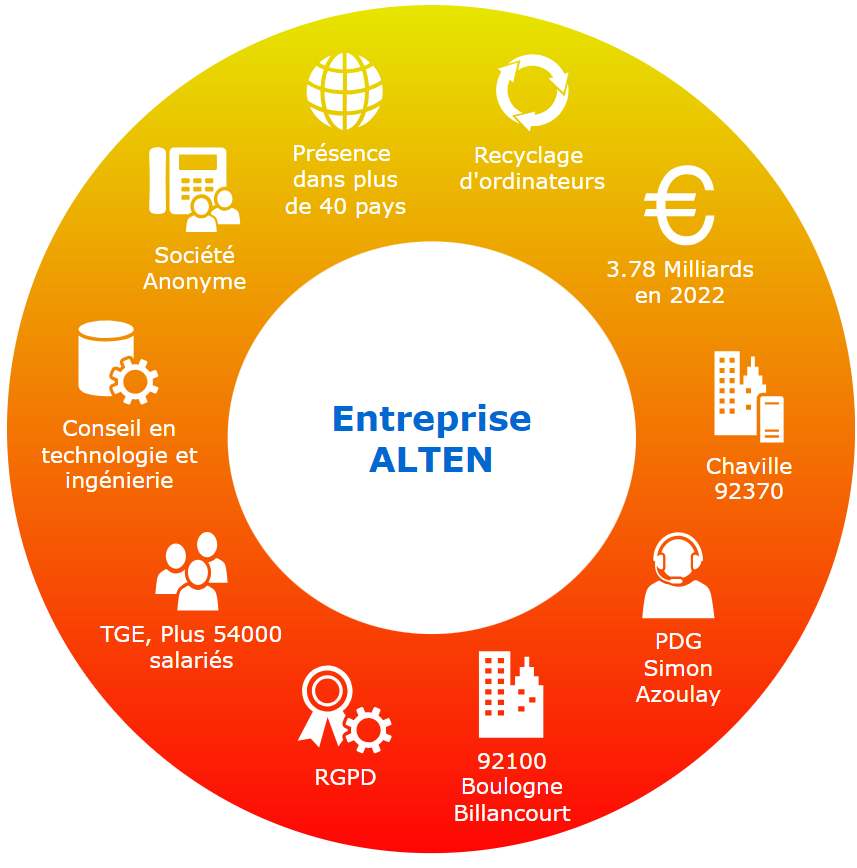 Présence
dans plus
de 40 pays
Recyclage
d'ordinateurs
3.78 Milliards
en 2022
Chaville
92370
PDG
Simon
Azoulay
92100
Boulogne
Billancourt
RGPD
TGE, Plus 54000
salariés
Conseil en
technologie et
ingénierie
Société
Anonyme
Entreprise
ALTEN